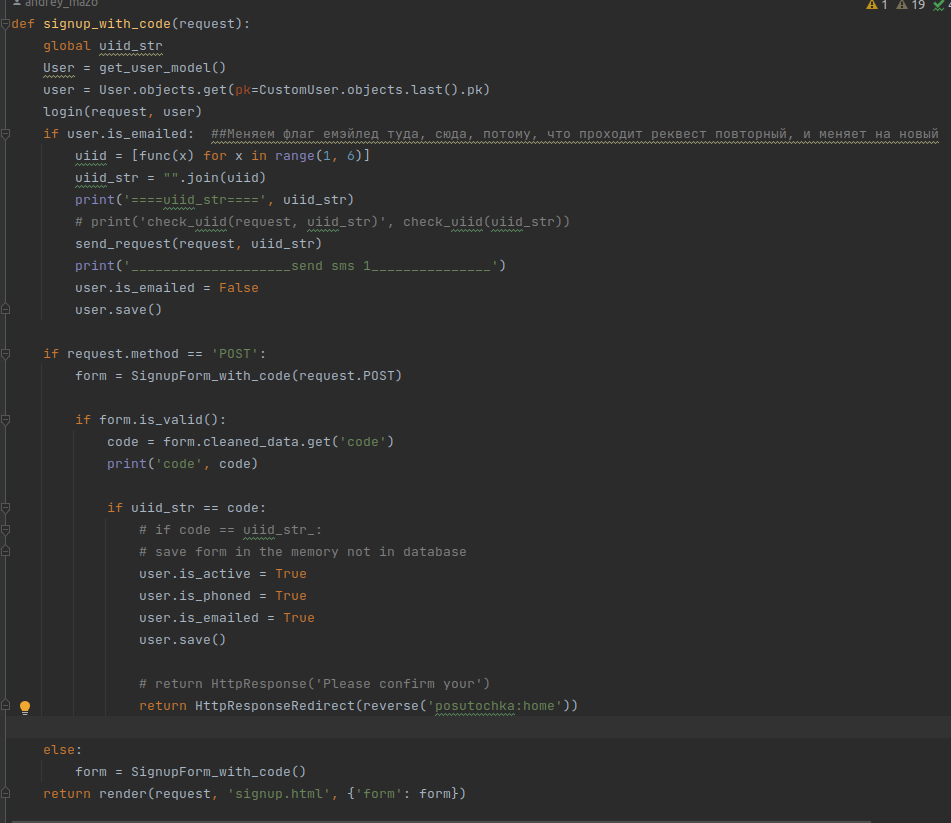 andrey_mazo
1 19 4
def signup_with_code(request):
    global uiid_str
    User = get_user_model()
    user = User.objects.get(pk=CustomUser.objects.last().pk)
    login(request, user)
    if user.is_emailed:  ##Меняем флаг емэйлед туда, сюда, потому, что проходит реквест повторный, и меняет на новый
        uiid = [func(x) for x in range(1, 6)]
        uiid_str = "".join(uiid)
        print('====uiid_str====', uiid_str)
        # print('check_uiid(request, uiid_str)', check_uiid(uiid_str))
        send_request(request, uiid_str)
        print('____________________send sms 1_______________')
        user.is_emailed = False
        user.save()
    if request.method == 'POST':
        form = SignupForm_with_code(request.POST)
        if form.is_valid():
            code = form.cleaned_data.get('code')
            print('code', code)
            if uiid_str == code:
                # if code == uiid_str_:
                # save form in the memory not in database
                user.is_active = True
                user.is_phoned = True
                user.is_emailed = True
                user.save()
                # return HttpResponse('Please confirm your')
                return HttpResponseRedirect(reverse('posutochka:home'))
    else:
        form = SignupForm_with_code()
    return render(request, 'signup.html', {'form': form})